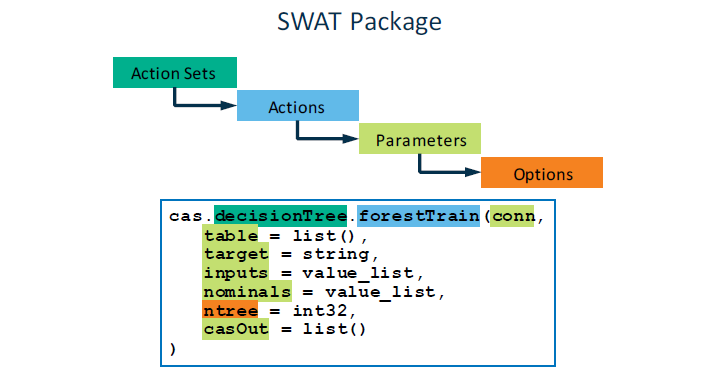 SWAT Package
Action Sets
Actions
Parameters
Options
cas.decisionTree.forestTrain(conn,
table = list(),
target = string,
inputs = value_list,
nominals = value_list,
ntree = int32,
casOut = list()
)